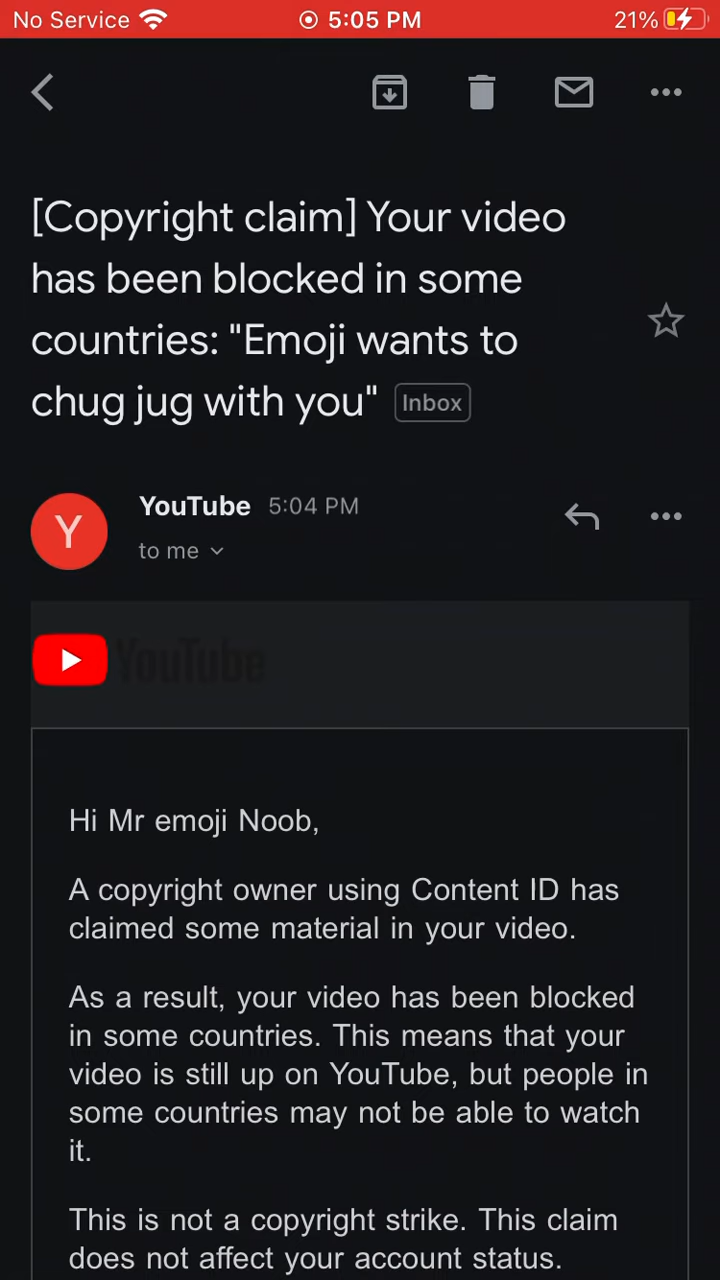 No Service 5:05 PM 21%
[Copyright claim] Your video
has been blocked in some
countries: "Emoji wants to
chug jug with you" Inbox
Y YouTube 5:04 PM
to me
YouTube
Hi Mr emoji Noob,
A copyright owner using Content ID has
claimed some material in your video.
As a result, your video has been blocked
in some countries. This means that your
video is still up on YouTube, but people in
some countries may not be able to watch
it.
This is not a copyright strike. This claim
does not affect your account status.